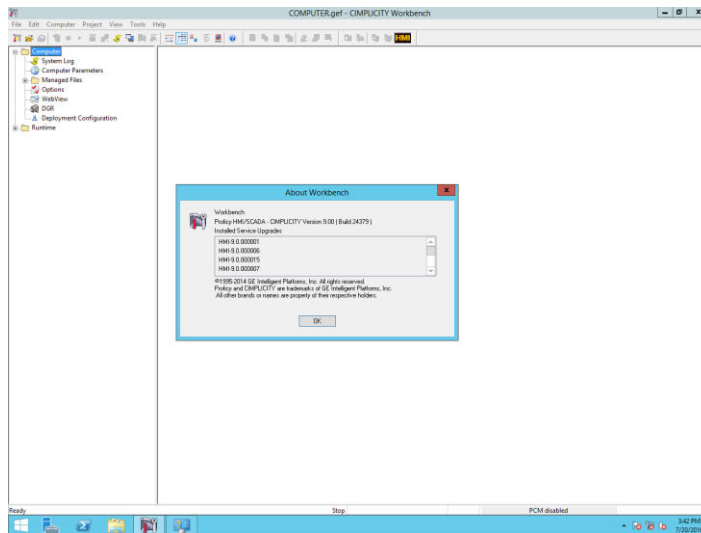 COMPUTER.gef - CIMPLICITY Workbench
File Edit Computer Project View Tools Help
HMI
Computer
System Log
Computer Parameters
Managed Files
Options
WebView
DGR
Deployment Configuration
Runtime
About Workbench
Workbench
Proficy HMI/SCADA - CIMPLICITY Version 9.00 ( Build 24379 )
Installed Service Upgrades
HMI-9.0.000001
HMI-9.0.000006
HMI-9.0.000015
HMI-9.0.000007
©1995-2014 GE Intelligent Platforms, Inc. All rights reserved.
Proficy and CIMPLICITY are trademarks of GE Intelligent Platforms, Inc.
All other brands or names are property of their respective holders.
OK
Ready Stop PCM disabled
3:42 PM